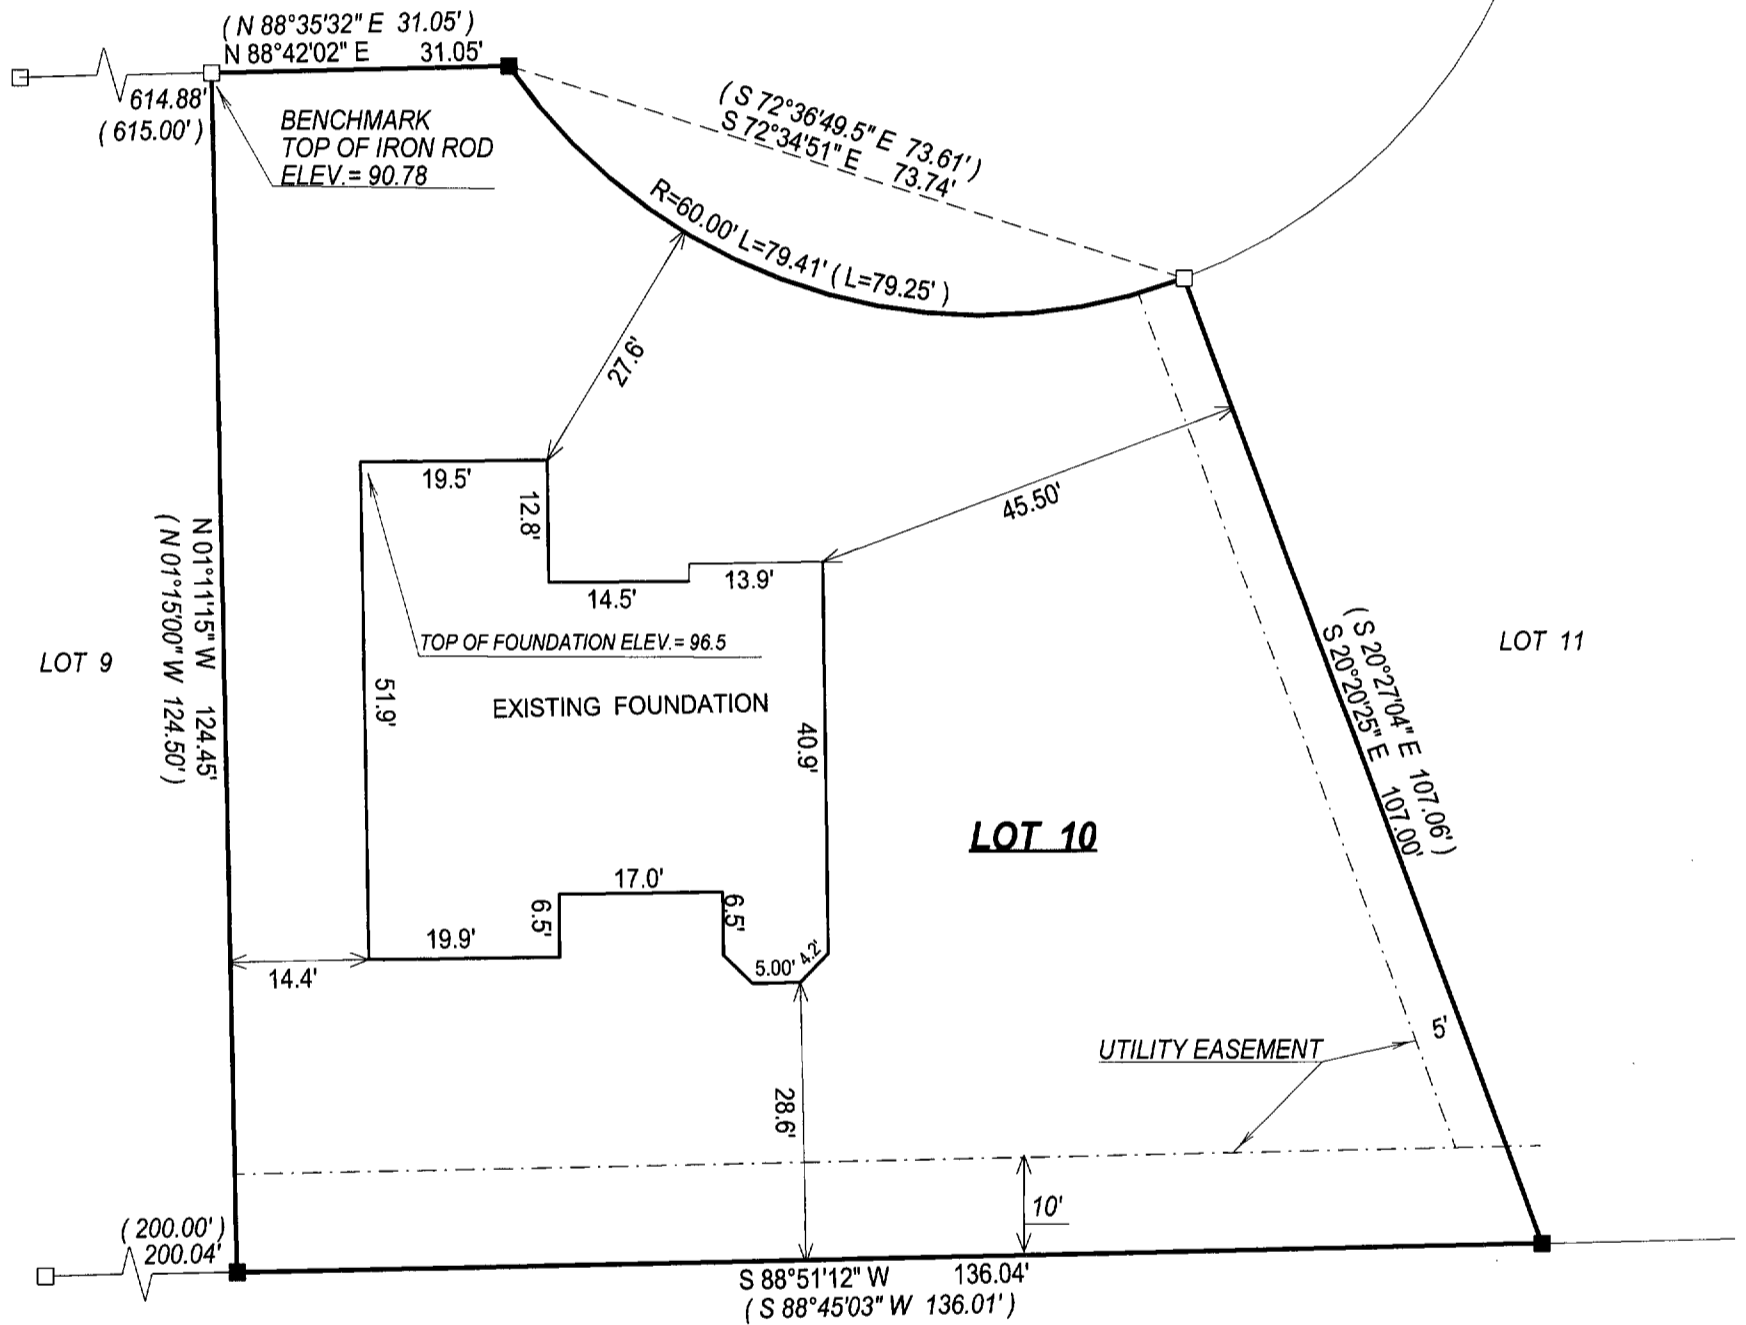 ( N 88°35'32" E 31.05' )
N 88°42'02" E 31.05'
614.88'
( 615.00' )
BENCHMARK
TOP OF IRON ROD
ELEV.= 90.78
( S 72°36'49.5" E 73.61' )
S 72°34'51" E 73.74'
R=60.00' L=79.41' ( L=79.25' )
27.6'
19.5'
12.8'
45.50'
14.5'
13.9'
TOP OF FOUNDATION ELEV.= 96.5
LOT 9
N 01°11'15" W 124.45'
( N 01°15'00" W 124.50' )
51.9'
EXISTING FOUNDATION
40.9'
LOT 11
( S 20°27'04" E 107.06' )
S 20°20'25" E 107.00'
LOT 10
17.0'
6.5'
6.5'
19.9'
5.00'
4.2'
14.4'
UTILITY EASEMENT
5'
28.6'
10'
( 200.00' )
200.04'
S 88°51'12" W 136.04'
( S 88°45'03" W 136.01' )